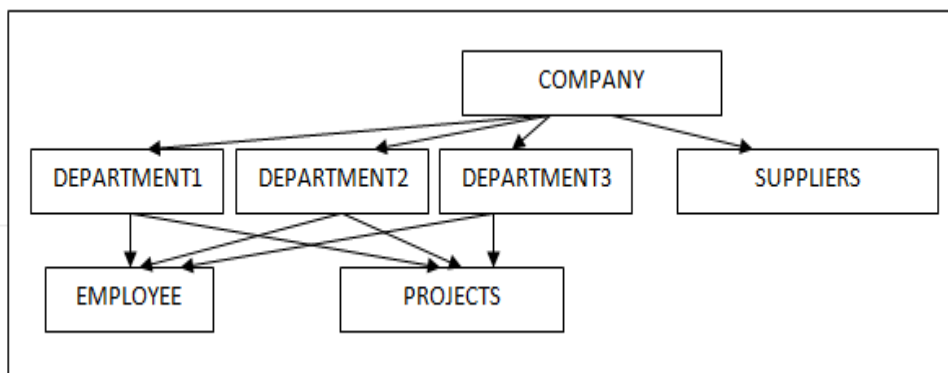 COMPANY
DEPARTMENT1
DEPARTMENT2
DEPARTMENT3
SUPPLIERS
EMPLOYEE
PROJECTS